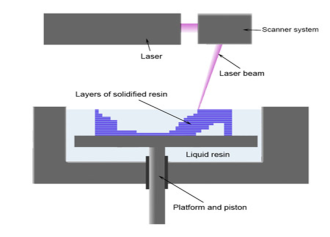 Scanner system
Laser
Laser beam
Layers of solidified resin
Liquid resin
Platform and piston